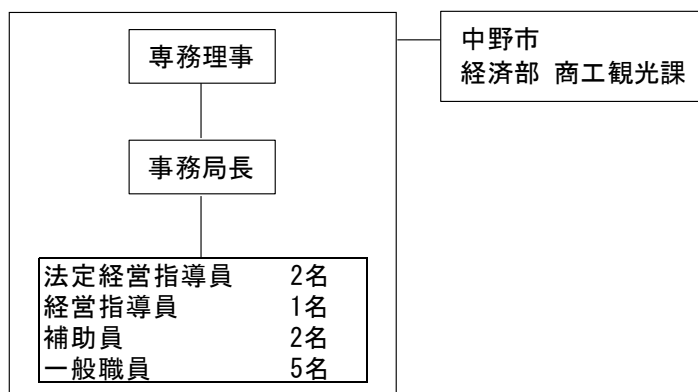 専務理事
事務局長
法定経営指導員 2名
経営指導員 1名
補助員 2名
一般職員 5名
中野市
経済部 商工観光課